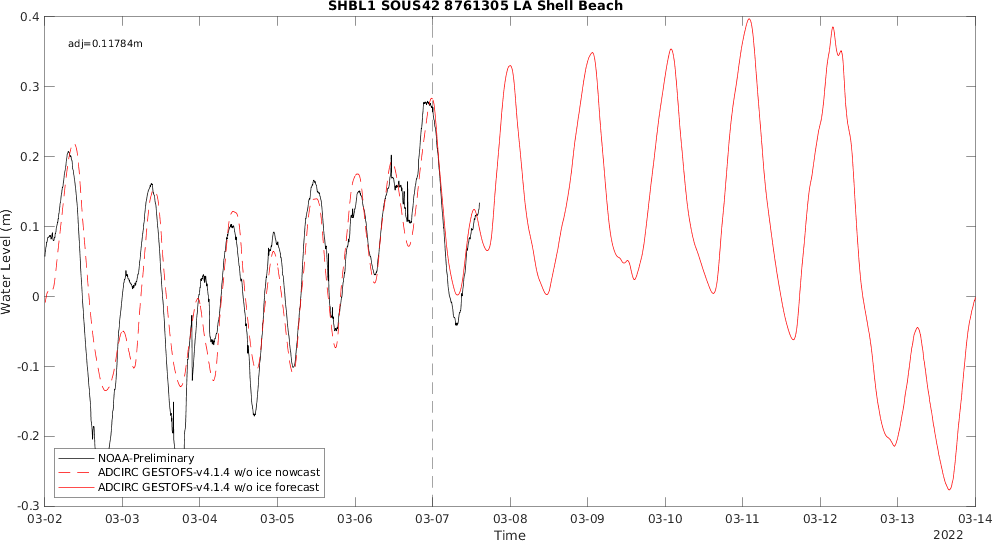 SHBL1 SOUS42 8761305 LA Shell Beach
adj=0.11784m
0.4
0.3
0.2
0.1
0
-0.1
-0.2
-0.3
Water Level (m)
NOAA-Preliminary
ADCIRC GESTOFS-v4.1.4 w/o ice nowcast
ADCIRC GESTOFS-v4.1.4 w/o ice forecast
03-02 03-03 03-04 03-05 03-06 03-07 03-08 03-09 03-10 03-11 03-12 03-13 03-14
Time
2022